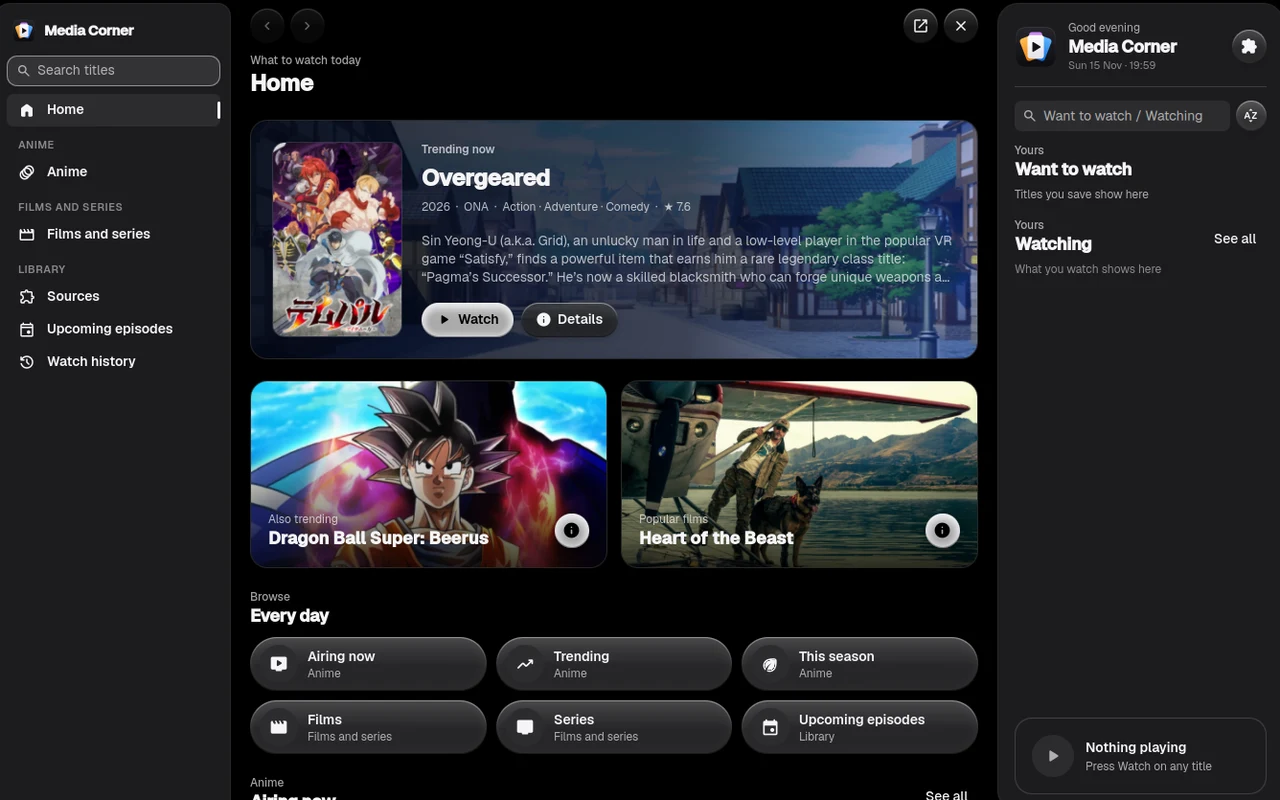 Media Corner
Search titles
Home
ANIME
Anime
FILMS AND SERIES
Films and series
LIBRARY
Sources
Upcoming episodes
Watch history
What to watch today
Home
Trending now
Overgeared
2026 · ONA · Action · Adventure · Comedy · ★ 7.6
Sin Yeong-U (a.k.a. Grid), an unlucky man in life and a low-level player in the popular VR
game “Satisfy,” finds a powerful item that earns him a rare legendary class title:
“Pagma’s Successor.” He’s now a skilled blacksmith who can forge unique weapons a...
テムパル
Watch
Details
Also trending
Dragon Ball Super: Beerus
Popular films
Heart of the Beast
Browse
Every day
Airing now
Anime
Trending
Anime
This season
Anime
Films
Films and series
Series
Films and series
Upcoming episodes
Library
Anime
Airing now
See all
Good evening
Media Corner
Sun 15 Nov · 19:59
Want to watch / Watching
AZ
Yours
Want to watch
Titles you save show here
Yours
Watching
See all
What you watch shows here
Nothing playing
Press Watch on any title